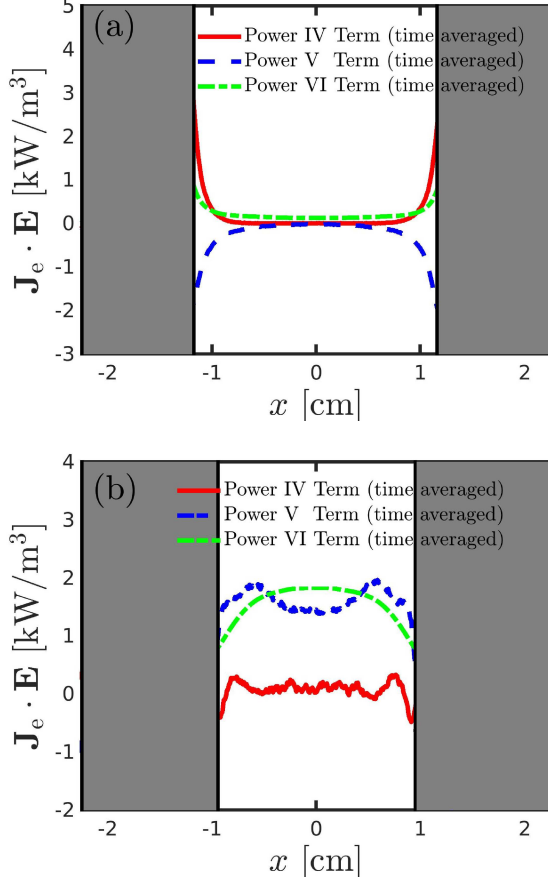 (a)
Power IV Term (time averaged)
Power V Term (time averaged)
Power VI Term (time averaged)
5
4
3
2
1
0
-1
-2
-3
J_e · E [kW/m³]
-2 -1 0 1 2
x [cm]
(b)
Power IV Term (time averaged)
Power V Term (time averaged)
Power VI Term (time averaged)
4
3
2
1
0
-1
-2
J_e · E [kW/m³]
-2 -1 0 1 2
x [cm]